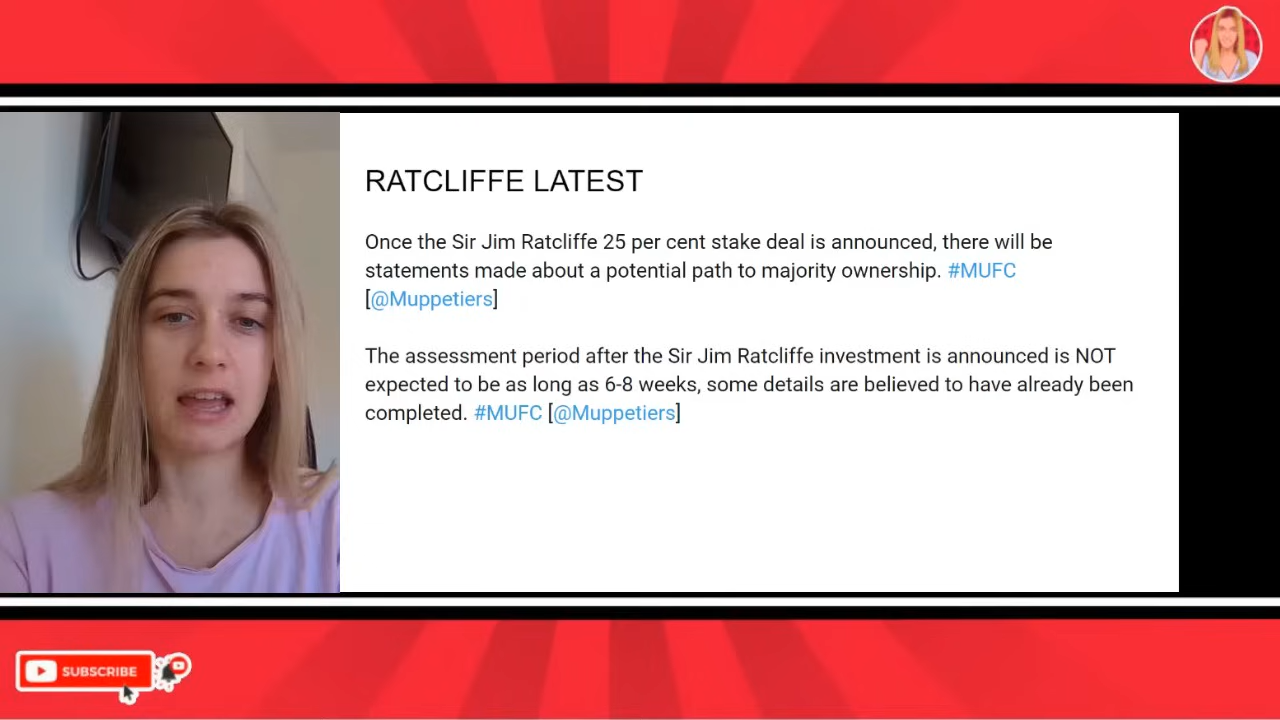 RATCLIFFE LATEST
Once the Sir Jim Ratcliffe 25 per cent stake deal is announced, there will be
statements made about a potential path to majority ownership. #MUFC
[@Muppetiers]
The assessment period after the Sir Jim Ratcliffe investment is announced is NOT
expected to be as long as 6-8 weeks, some details are believed to have already been
completed. #MUFC [@Muppetiers]
SUBSCRIBE